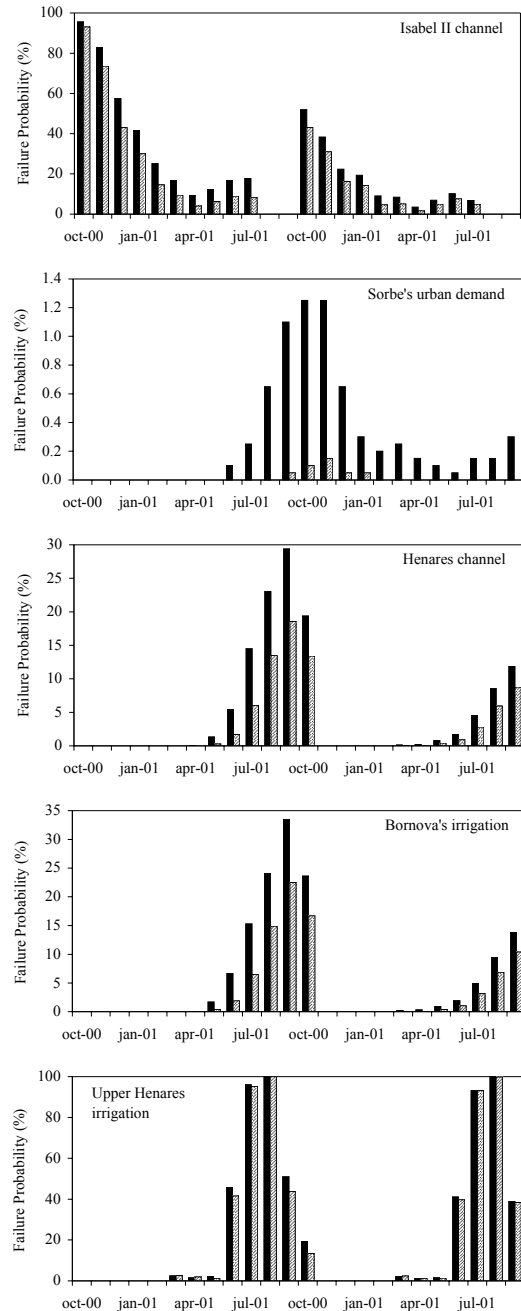 Isabel II channel
Failure Probability (%)
100
80
60
40
20
0
oct-00 jan-01 apr-01 jul-01 oct-00 jan-01 apr-01 jul-01
Sorbe's urban demand
Failure Probability (%)
1.4
1.2
1.0
0.8
0.6
0.4
0.2
0.0
oct-00 jan-01 apr-01 jul-01 oct-00 jan-01 apr-01 jul-01
Henares channel
Failure Probability (%)
30
25
20
15
10
5
0
oct-00 jan-01 apr-01 jul-01 oct-00 jan-01 apr-01 jul-01
Bornova's irrigation
Failure Probability (%)
35
30
25
20
15
10
5
0
oct-00 jan-01 apr-01 jul-01 oct-00 jan-01 apr-01 jul-01
Upper Henares
irrigation
Failure Probability (%)
100
80
60
40
20
0
oct-00 jan-01 apr-01 jul-01 oct-00 jan-01 apr-01 jul-01